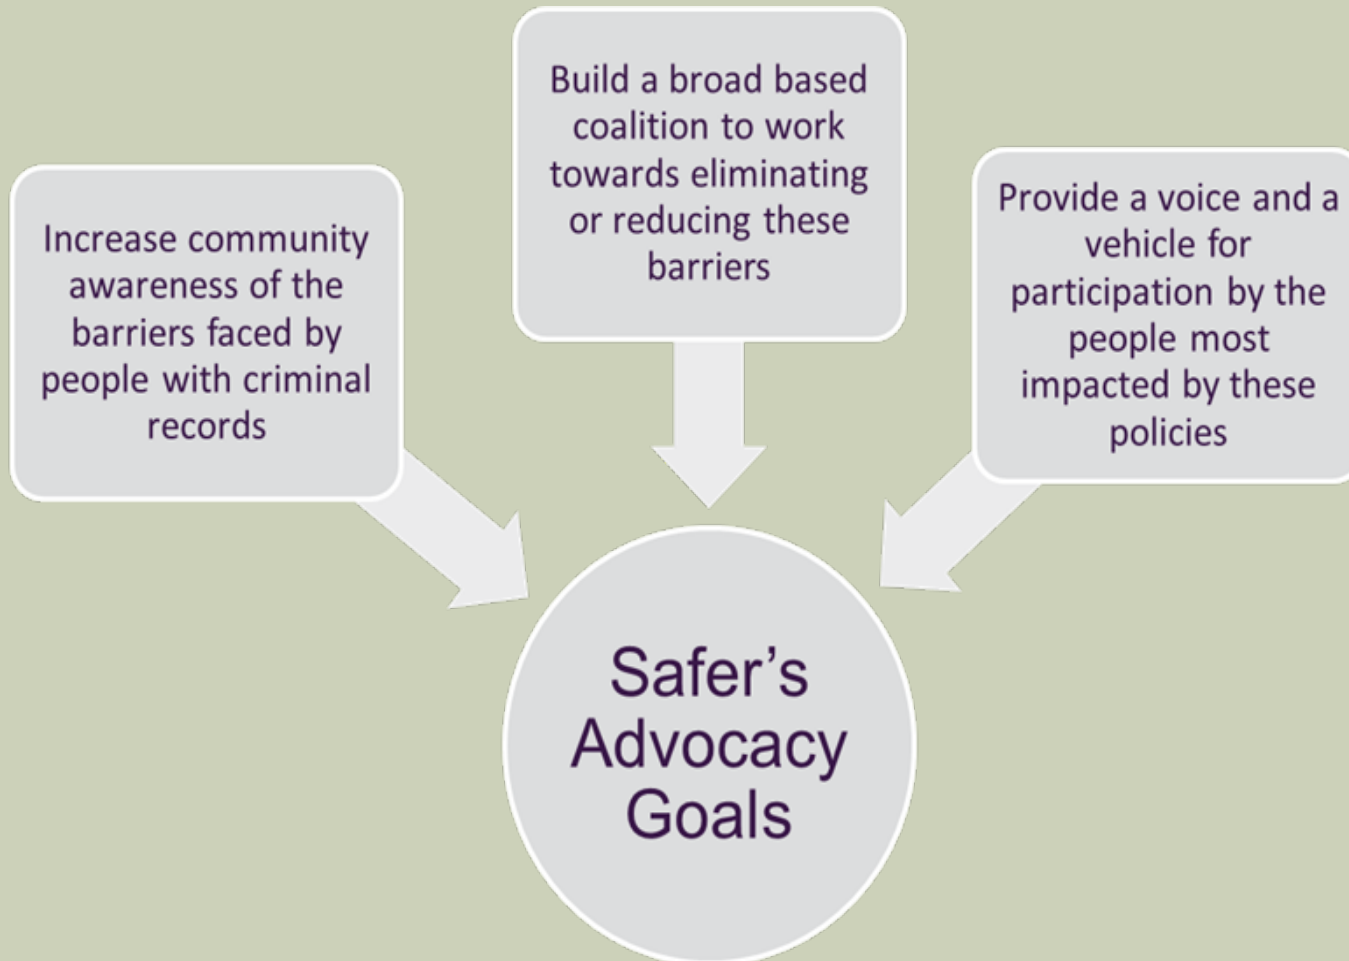 Increase community
awareness of the
barriers faced by
people with criminal
records
Build a broad based
coalition to work
towards eliminating
or reducing these
barriers
Provide a voice and a
vehicle for
participation by the
people most
impacted by these
policies
Safer’s
Advocacy
Goals